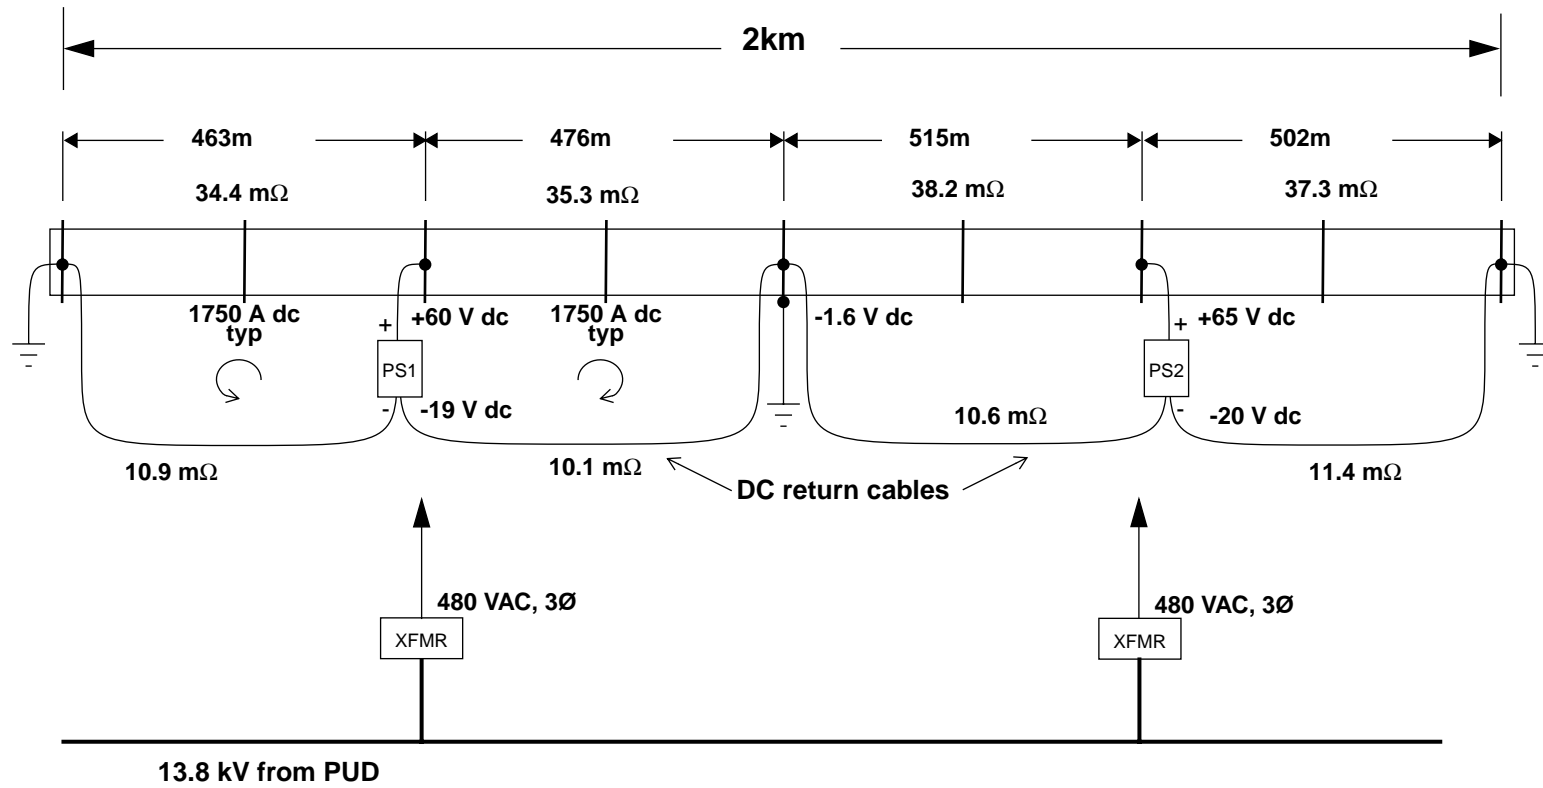 2km
463m
476m
515m
502m
34.4 mΩ
35.3 mΩ
38.2 mΩ
37.3 mΩ
1750 A dc
typ
+60 V dc
1750 A dc
typ
-1.6 V dc
+65 V dc
+
+
PS1
PS2
-
-19 V dc
-
-20 V dc
10.9 mΩ
10.1 mΩ
10.6 mΩ
11.4 mΩ
DC return cables
480 VAC, 3Ø
480 VAC, 3Ø
XFMR
XFMR
13.8 kV from PUD